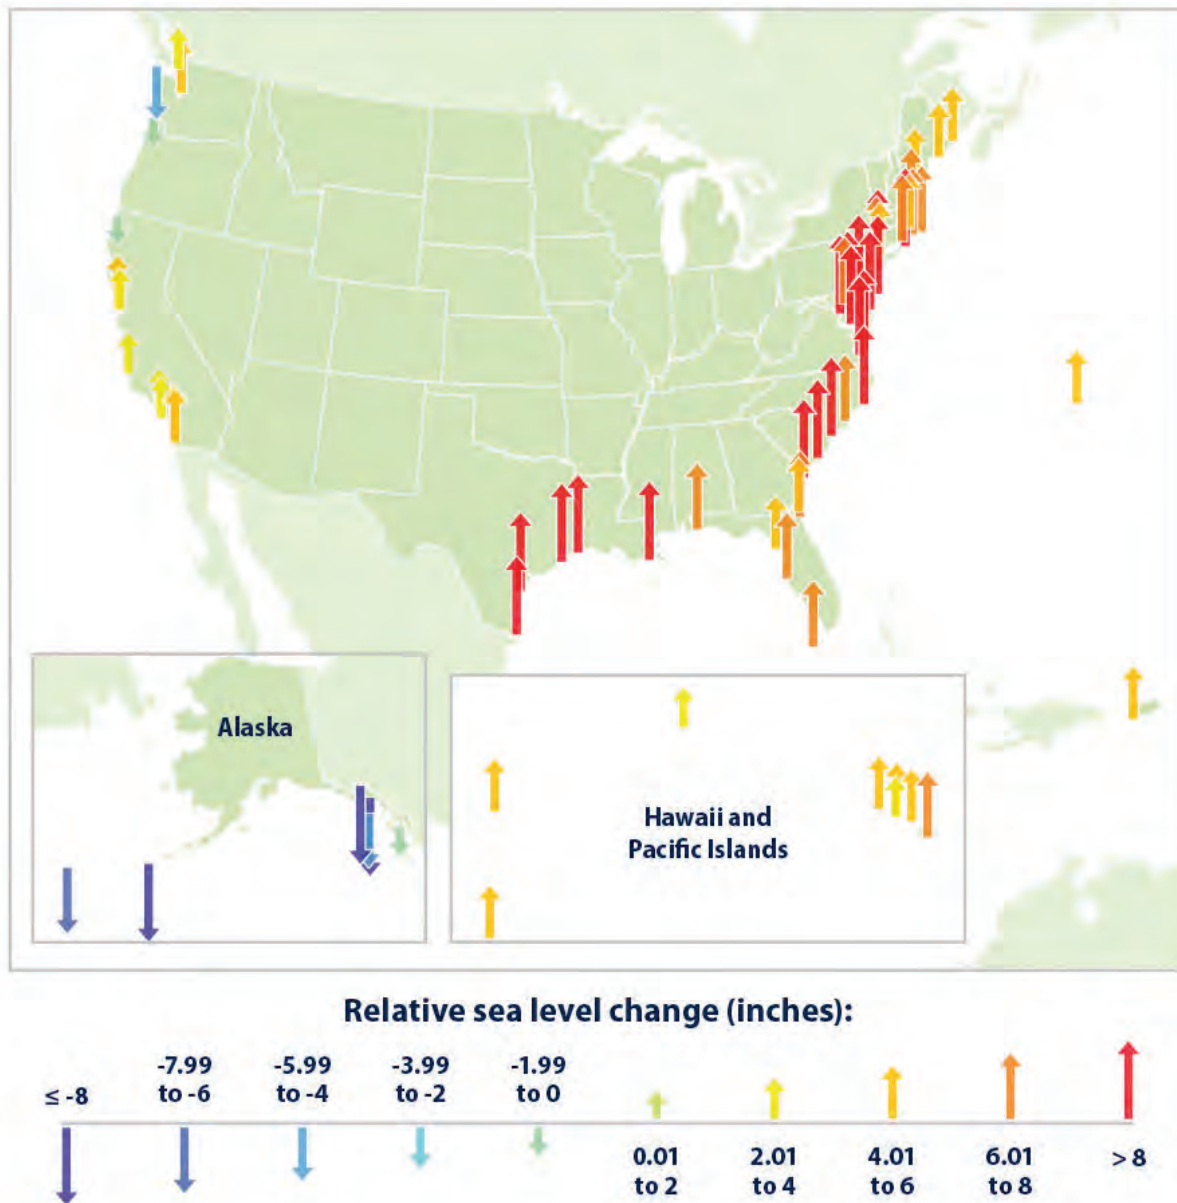 Alaska
Hawaii and
Pacific Islands
Relative sea level change (inches):
≤ -8
-7.99
to -6
-5.99
to -4
-3.99
to -2
-1.99
to 0
0.01
to 2
2.01
to 4
4.01
to 6
6.01
to 8
> 8